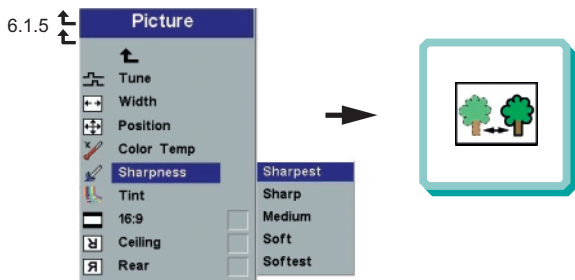 6.1.5
Picture
Tune
Width
Position
Color Temp
Sharpness
Tint
16:9
Ceiling
Rear
Sharpest
Sharp
Medium
Soft
Softest